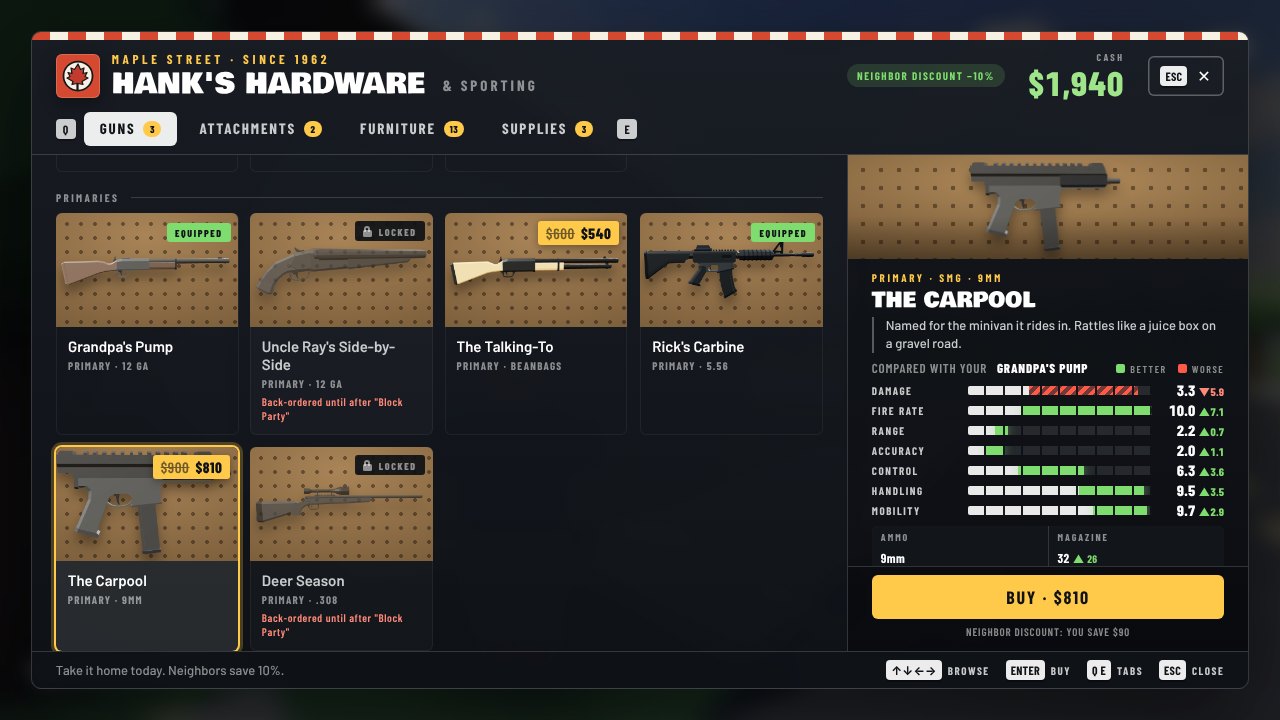 MAPLE STREET · SINCE 1962
HANK'S HARDWARE & SPORTING
NEIGHBOR DISCOUNT −10%
CASH
$1,940
ESC ✕
Q GUNS 3 ATTACHMENTS 2 FURNITURE 13 SUPPLIES 3 E
PRIMARIES
EQUIPPED
Grandpa's Pump
PRIMARY · 12 GA
LOCKED
Uncle Ray's Side-by-
Side
PRIMARY · 12 GA
Back-ordered until after "Block
Party"
$600 $540
The Talking-To
PRIMARY · BEANBAGS
EQUIPPED
Rick's Carbine
PRIMARY · 5.56
$900 $810
The Carpool
PRIMARY · 9MM
LOCKED
Deer Season
PRIMARY · .308
Back-ordered until after "Block
Party"
PRIMARY · SMG · 9MM
THE CARPOOL
Named for the minivan it rides in. Rattles like a juice box on
a gravel road.
COMPARED WITH YOUR GRANDPA'S PUMP BETTER WORSE
DAMAGE 3.3 ▼5.9
FIRE RATE 10.0 ▲7.1
RANGE 2.2 ▲0.7
ACCURACY 2.0 ▲1.1
CONTROL 6.3 ▲3.6
HANDLING 9.5 ▲3.5
MOBILITY 9.7 ▲2.9
AMMO MAGAZINE
9mm 32 ▲ 26
BUY · $810
NEIGHBOR DISCOUNT: YOU SAVE $90
Take it home today. Neighbors save 10%.
↑↓←→ BROWSE ENTER BUY Q E TABS ESC CLOSE